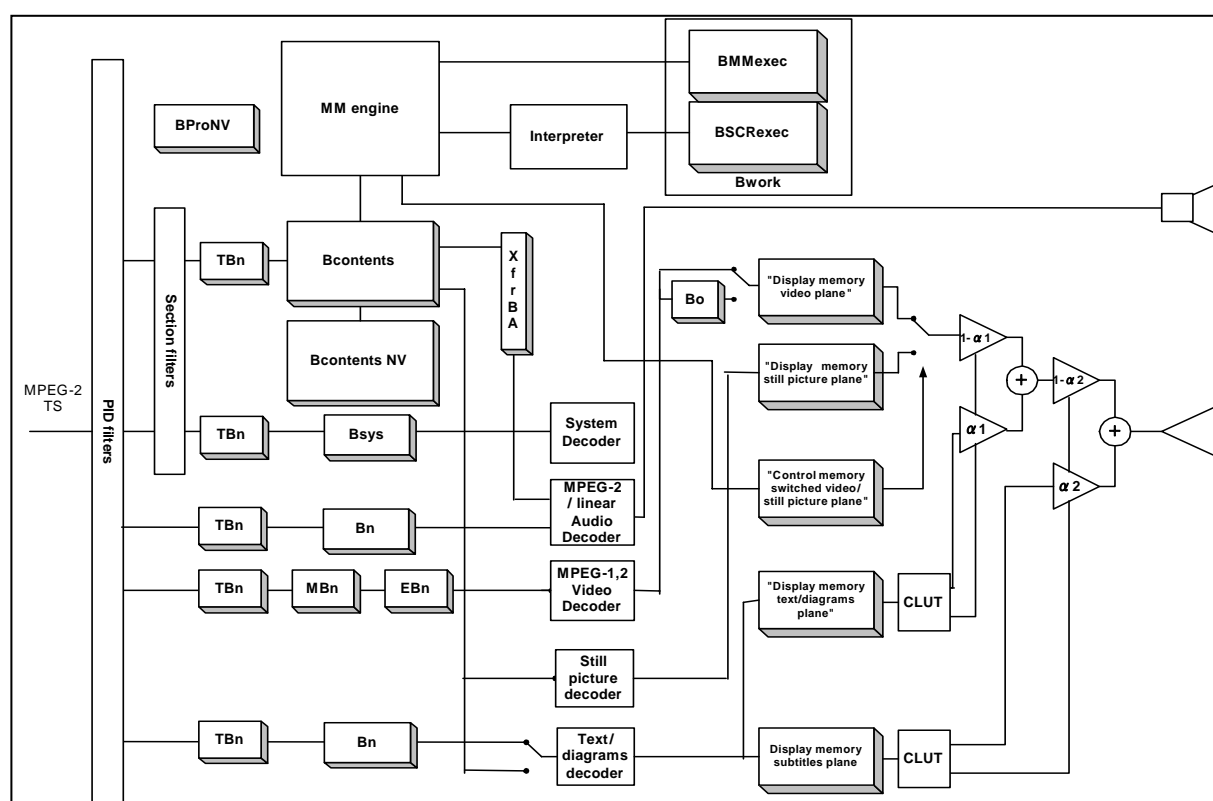 BMMexec
MM engine
BProNV
Interpreter
BSCRexec
Bwork
TBn
Bcontents
X
f
r
B
A
Section filters
"Display memory
video plane"
Bo
1- α 1
Bcontents NV
"Display memory
still picture plane"
+
1- α 2
MPEG-2
TS
PID filters
TBn
Bsys
System
Decoder
α 1
+
"Control memory
switched video/
still picture plane"
α 2
MPEG-2
/ linear
Audio
Decoder
TBn
Bn
TBn
MBn
EBn
MPEG-1,2
Video
Decoder
"Display memory
text/diagrams
plane"
CLUT
Still
picture
decoder
TBn
Bn
Text/
diagrams
decoder
Display memory
subtitles plane
CLUT